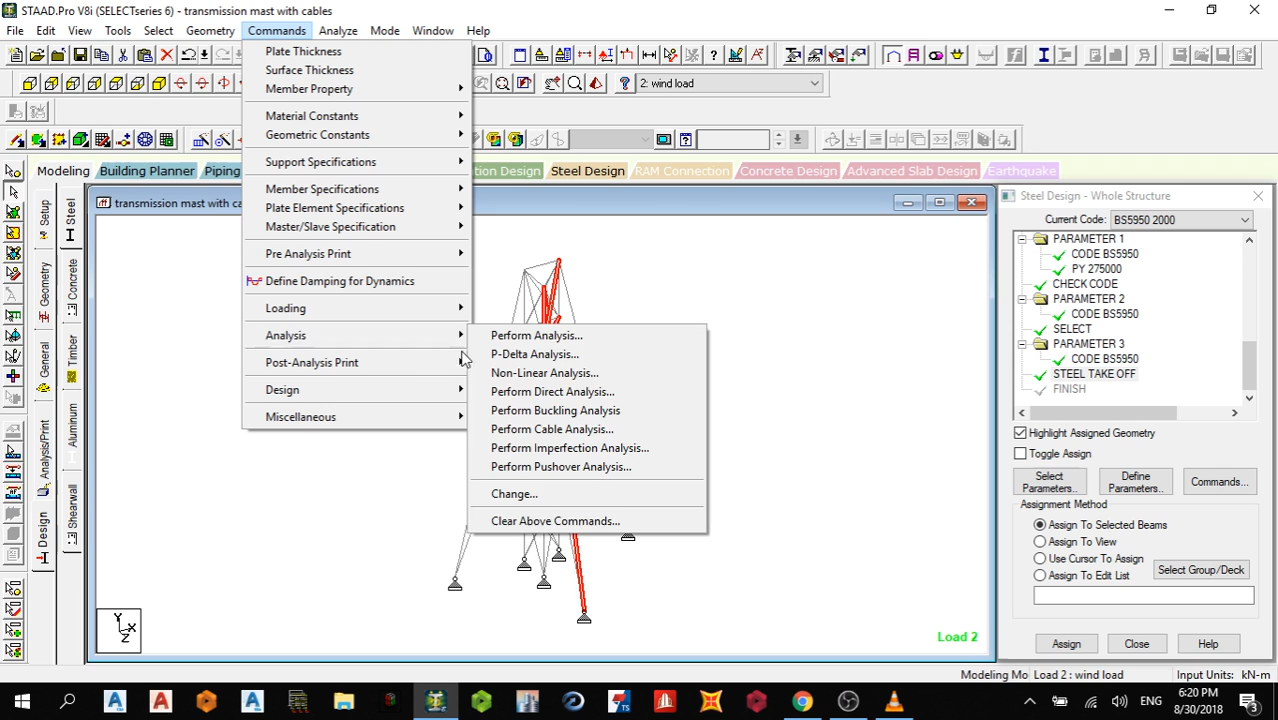 STAAD.Pro V8i (SELECTseries 6) - transmission mast with cables
File Edit View Tools Select Geometry Commands Analyze Mode Window Help
2: wind load
Modeling Building Planner Piping Steel Design RAM Connection Concrete Design Advanced Slab Design Earthquake
Plate Thickness
Surface Thickness
Member Property
Material Constants
Geometric Constants
Support Specifications
Member Specifications
Plate Element Specifications
Master/Slave Specification
Pre Analysis Print
Define Damping for Dynamics
Loading
Analysis
Post-Analysis Print
Design
Miscellaneous
Perform Analysis...
P-Delta Analysis...
Non-Linear Analysis...
Perform Direct Analysis...
Perform Buckling Analysis
Perform Cable Analysis...
Perform Imperfection Analysis...
Perform Pushover Analysis...
Change...
Clear Above Commands...
Setup
Geometry
General
Analysis/Print
Design
Steel
Concrete
Timber
Aluminum
Shearwall
transmission mast with
Y
X
Z
Load 2
Steel Design - Whole Structure
Current Code: BS5950 2000
PARAMETER 1
CODE BS5950
PY 275000
CHECK CODE
PARAMETER 2
CODE BS5950
SELECT
PARAMETER 3
CODE BS5950
STEEL TAKE OFF
FINISH
Highlight Assigned Geometry
Toggle Assign
Select Parameters..
Define Parameters..
Commands...
Assignment Method
Assign To Selected Beams
Assign To View
Use Cursor To Assign
Assign To Edit List
Select Group/Deck
Assign Close Help
Modeling Mo Load 2 : wind load Input Units: kN-m
ENG
6:20 PM
8/30/2018
3